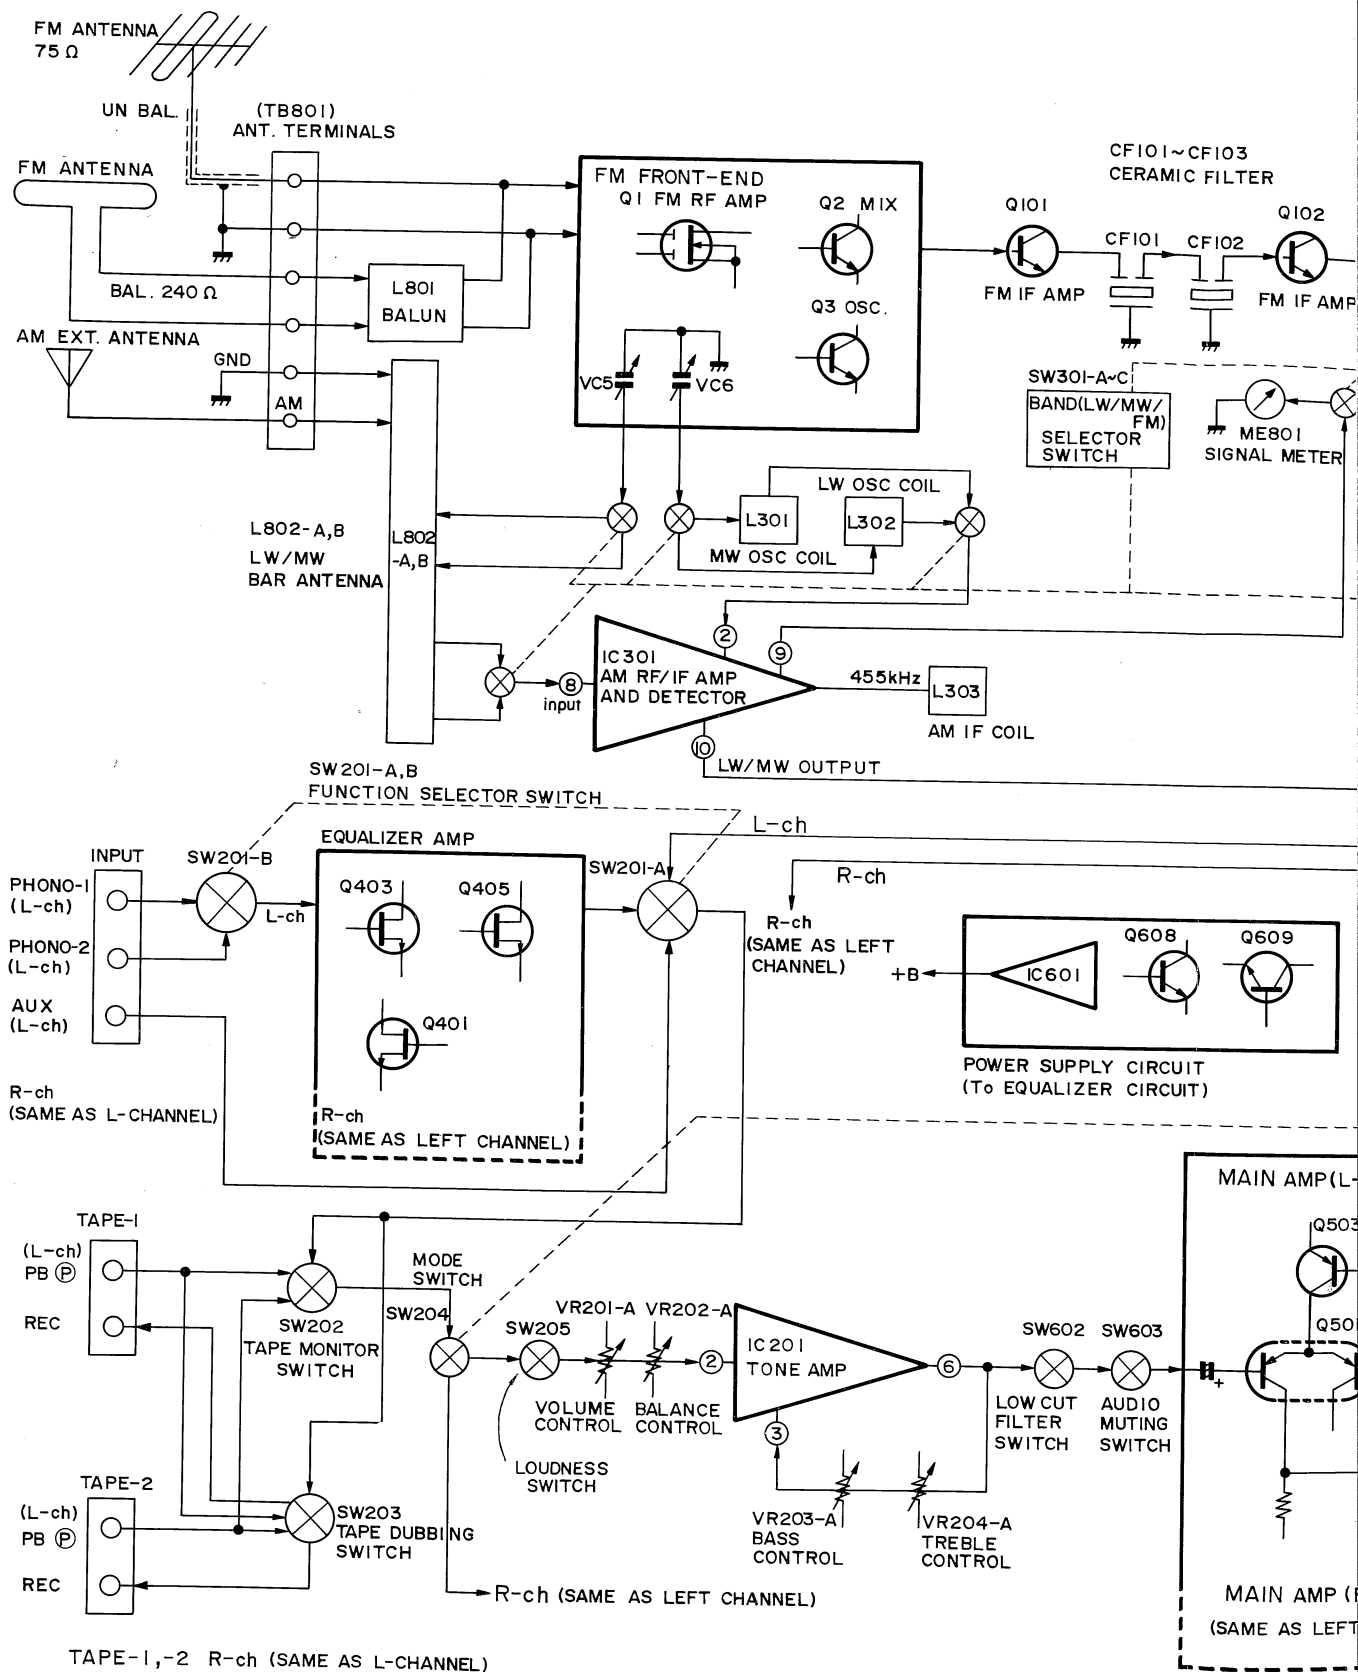 FM ANTENNA
75 Ω
UN BAL.
(TB801)
ANT. TERMINALS
FM ANTENNA
BAL. 240 Ω
AM EXT. ANTENNA
GND
AM
L801
BALUN
FM FRONT-END
Q1 FM RF AMP
Q2 MIX
Q3 OSC.
VC5
VC6
CF101~CF103
CERAMIC FILTER
Q101
FM IF AMP
CF101
CF102
Q102
FM IF AMP
SW301-A~C
BAND(LW/MW/
FM)
SELECTOR
SWITCH
ME801
SIGNAL METER
L802-A,B
LW/MW
BAR ANTENNA
L802
-A,B
LW OSC COIL
L301
L302
MW OSC COIL
2
9
IC301
AM RF/IF AMP
AND DETECTOR
8
input
10
455kHz
L303
AM IF COIL
LW/MW OUTPUT
SW201-A,B
FUNCTION SELECTOR SWITCH
INPUT
SW201-B
EQUALIZER AMP
SW201-A
L-ch
R-ch
PHONO-1
(L-ch)
PHONO-2
(L-ch)
AUX
(L-ch)
L-ch
Q403
Q405
Q401
R-ch
(SAME AS LEFT
CHANNEL)
+B
IC601
Q608
Q609
POWER SUPPLY CIRCUIT
(To EQUALIZER CIRCUIT)
R-ch
(SAME AS L-CHANNEL)
R-ch
(SAME AS LEFT CHANNEL)
TAPE-1
(L-ch)
PB P
REC
SW202
TAPE MONITOR
SWITCH
MODE
SWITCH
SW204
SW205
LOUDNESS
SWITCH
VR201-A
VOLUME
CONTROL
VR202-A
BALANCE
CONTROL
2
IC201
TONE AMP
6
3
SW602
LOW CUT
FILTER
SWITCH
SW603
AUDIO
MUTING
SWITCH
VR203-A
BASS
CONTROL
VR204-A
TREBLE
CONTROL
MAIN AMP(L-
Q503
Q501
+
TAPE-2
(L-ch)
PB P
REC
SW203
TAPE DUBBING
SWITCH
R-ch (SAME AS LEFT CHANNEL)
MAIN AMP (
(SAME AS LEFT
TAPE-1,-2 R-ch (SAME AS L-CHANNEL)